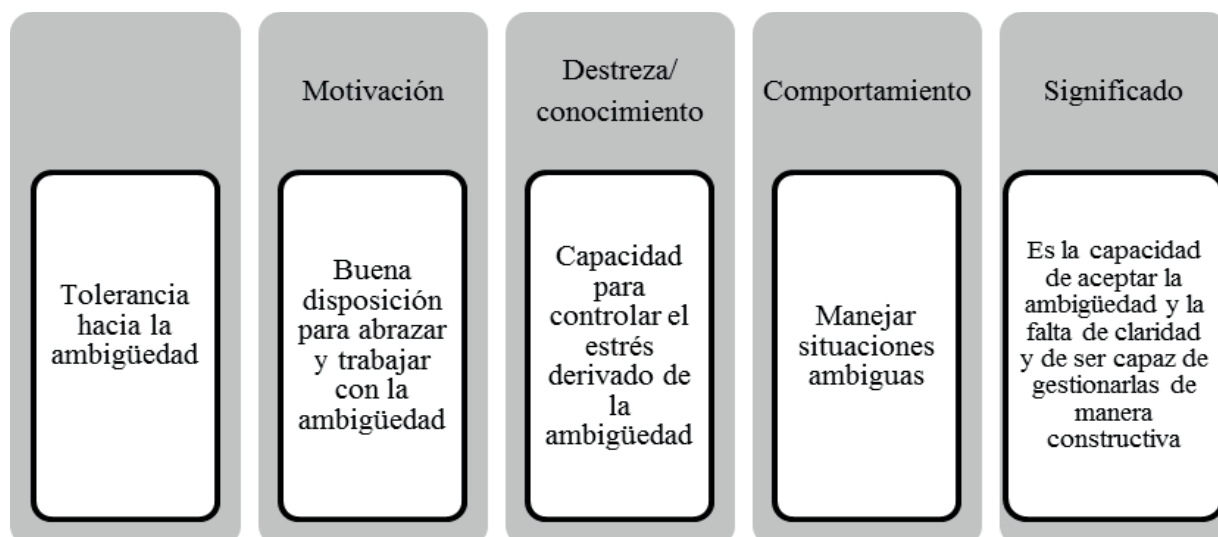 Motivación
Destreza/
conocimiento
Comportamiento
Significado
Tolerancia
hacia la
ambigüedad
Buena
disposición
para abrazar
y trabajar
con la
ambigüedad
Capacidad
para
controlar el
estrés
derivado de
la
ambigüedad
Manejar
situaciones
ambiguas
Es la capacidad
de aceptar la
ambigüedad y la
falta de claridad
y de ser capaz de
gestionarlas de
manera
constructiva